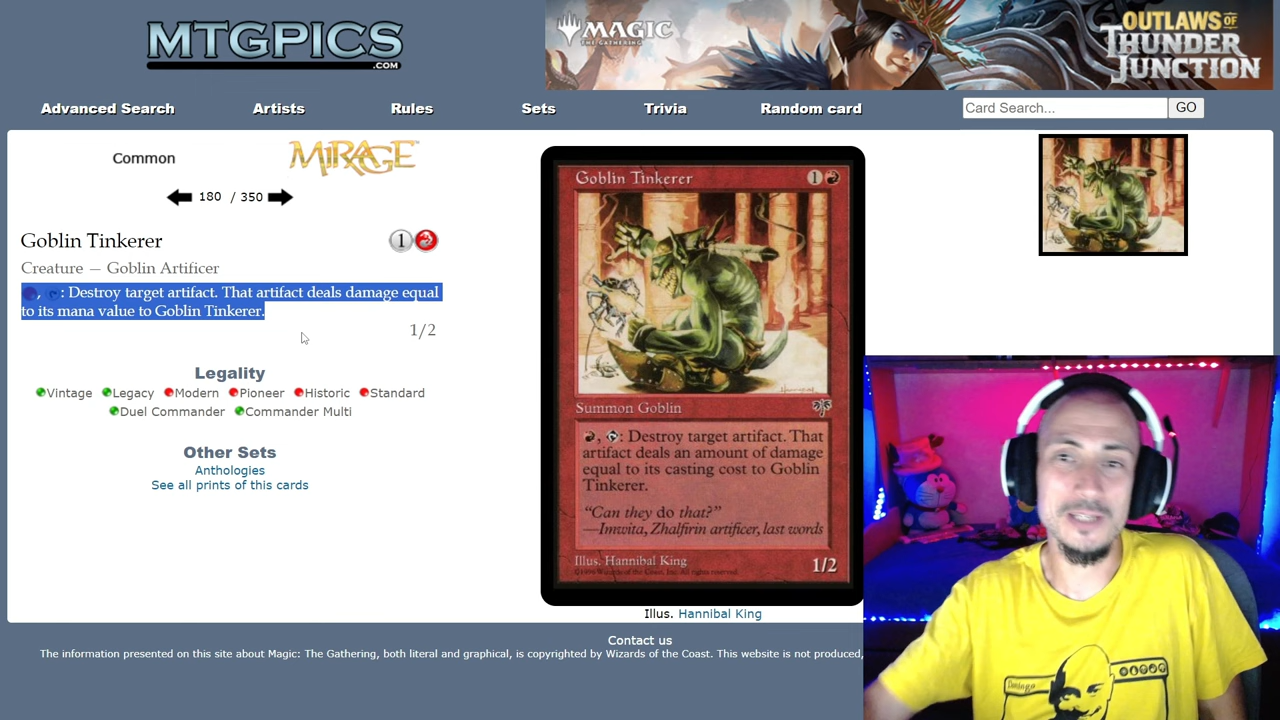 MTGPICS
.COM
MAGIC
THE GATHERING
OUTLAWS OF
THUNDER
JUNCTION
Advanced Search
Artists
Rules
Sets
Trivia
Random card
Card Search...
GO
Common
MIRAGE
180 / 350
Goblin Tinkerer
1
Creature — Goblin Artificer
, : Destroy target artifact. That artifact deals damage equal
to its mana value to Goblin Tinkerer.
1/2
Legality
Vintage Legacy Modern Pioneer Historic Standard
Duel Commander Commander Multi
Other Sets
Anthologies
See all prints of this cards
Goblin Tinkerer
1
Summon Goblin
, : Destroy target artifact. That
artifact deals an amount of damage
equal to its casting cost to Goblin
Tinkerer.
“Can they do that?”
—Imwita, Zhalfirin artificer, last words
Illus. Hannibal King
1/2
Illus. Hannibal King
Contact us
The information presented on this site about Magic: The Gathering, both literal and graphical, is copyrighted by Wizards of the Coast. This website is not produced,